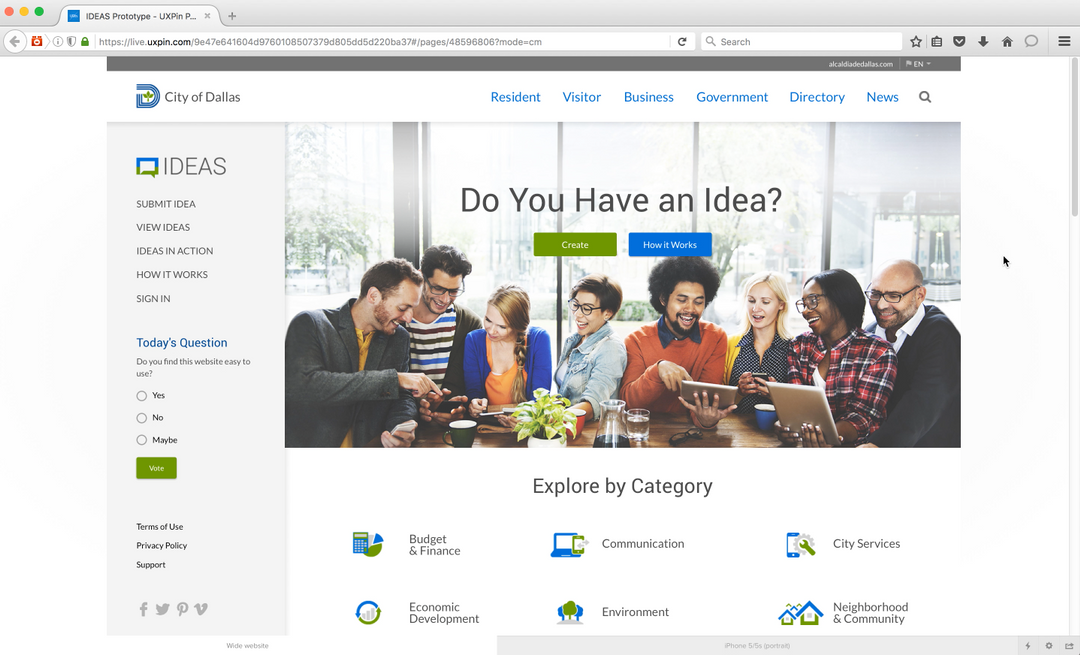 IDEAS Prototype - UXPin P...
https://live.uxpin.com/9e47e641604d9760108507379d805dd5d220ba37#/pages/48596806?mode=cm
Search
alcaldiadedallas.com
EN
City of Dallas
Resident
Visitor
Business
Government
Directory
News
IDEAS
SUBMIT IDEA
VIEW IDEAS
IDEAS IN ACTION
HOW IT WORKS
SIGN IN
Today's Question
Do you find this website easy to
use?
Yes
No
Maybe
Vote
Terms of Use
Privacy Policy
Support
Do You Have an Idea?
Create
How it Works
Explore by Category
Budget
& Finance
Communication
City Services
Economic
Development
Environment
Neighborhood
& Community
Wide website
iPhone 5/5s (portrait)